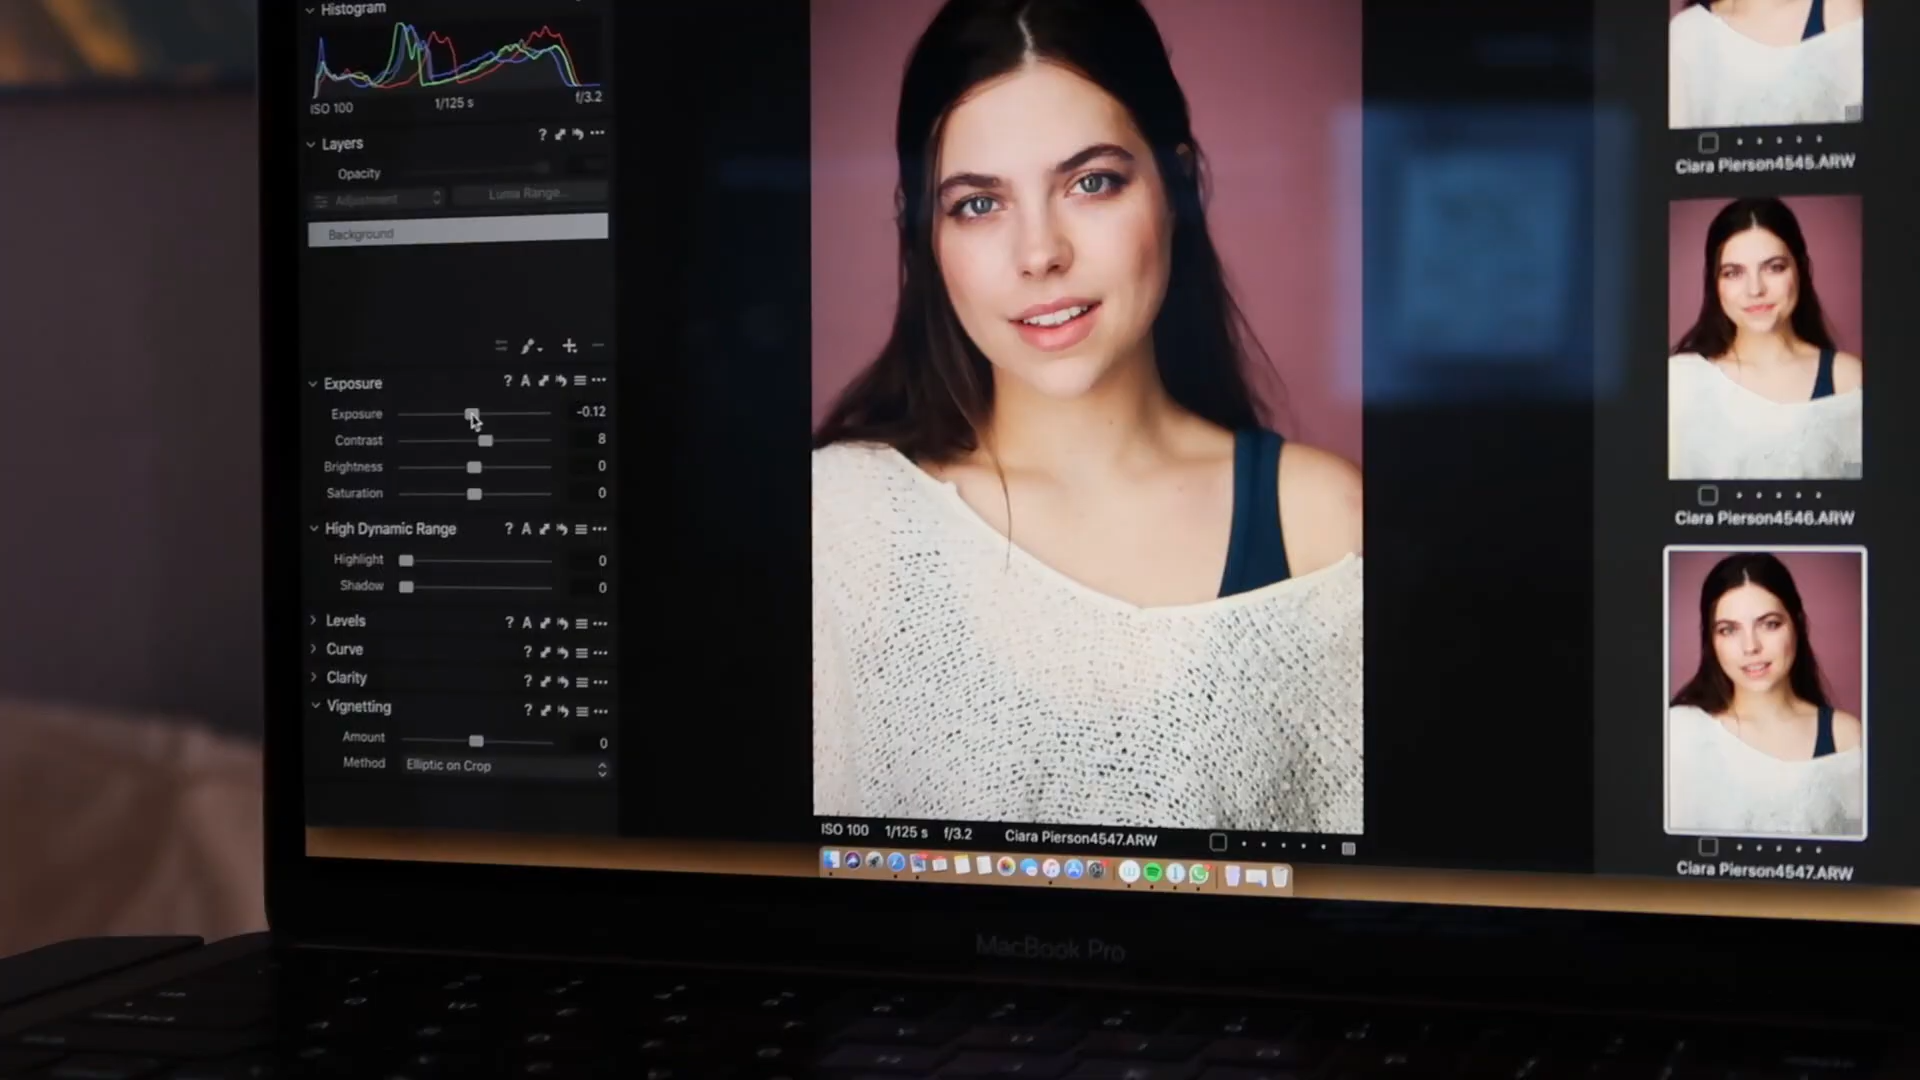 Histogram
ISO 100 1/125 s f/3.2
Layers
Opacity
Adjustment Luma Range...
Background
Exposure ? A
Exposure -0.12
Contrast 8
Brightness 0
Saturation 0
High Dynamic Range ? A
Highlight 0
Shadow 0
Levels ? A
Curve ?
Clarity ?
Vignetting ?
Amount 0
Method Elliptic on Crop
ISO 100 1/125 s f/3.2 Ciara Pierson4547.ARW
Ciara Pierson4545.ARW
Ciara Pierson4546.ARW
Ciara Pierson4547.ARW
MacBook Pro